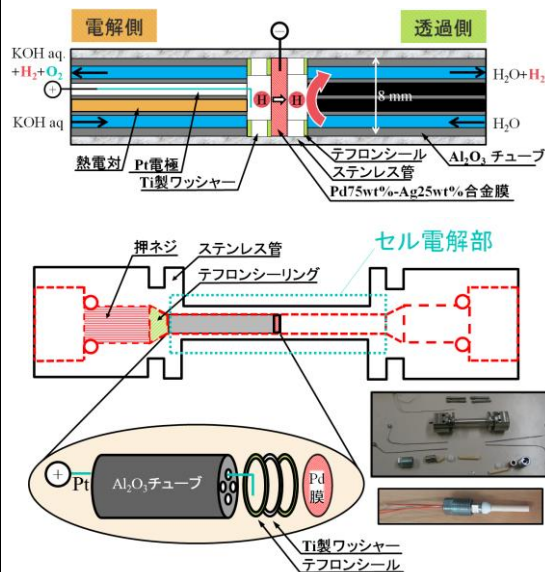 電解側
透過側
KOH aq.
+H₂+O₂
H₂O+H₂
8 mm
H
H
KOH aq
H₂O
熱電対
Pt電極
Ti製ワッシャー
テフロンシール
ステンレス管
Al₂O₃ チューブ
Pd75wt%-Ag25wt%合金膜
押ネジ
ステンレス管
テフロンシーリング
セル電解部
+
Pt
Al₂O₃チューブ
Pd
膜
Ti製ワッシャー
テフロンシール